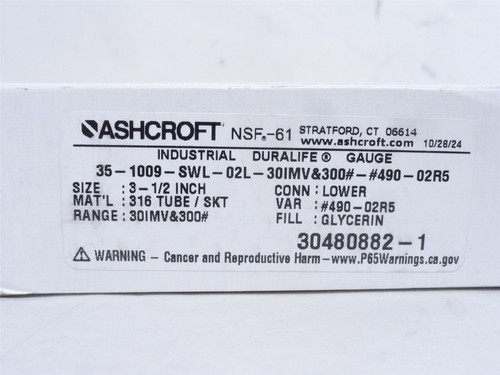 ASHCROFT NSF®-61 STRATFORD, CT 06614
www.ashcroft.com 10/28/24
INDUSTRIAL DURALIFE® GAUGE
35-1009-SWL-02L-30IMV&300#-#490-02R5
SIZE : 3-1/2 INCH CONN: LOWER
MAT'L : 316 TUBE / SKT VAR : #490-02R5
RANGE: 30IMV&300# FILL : GLYCERIN
30480882-1
⚠ WARNING - Cancer and Reproductive Harm-www.P65Warnings.ca.gov